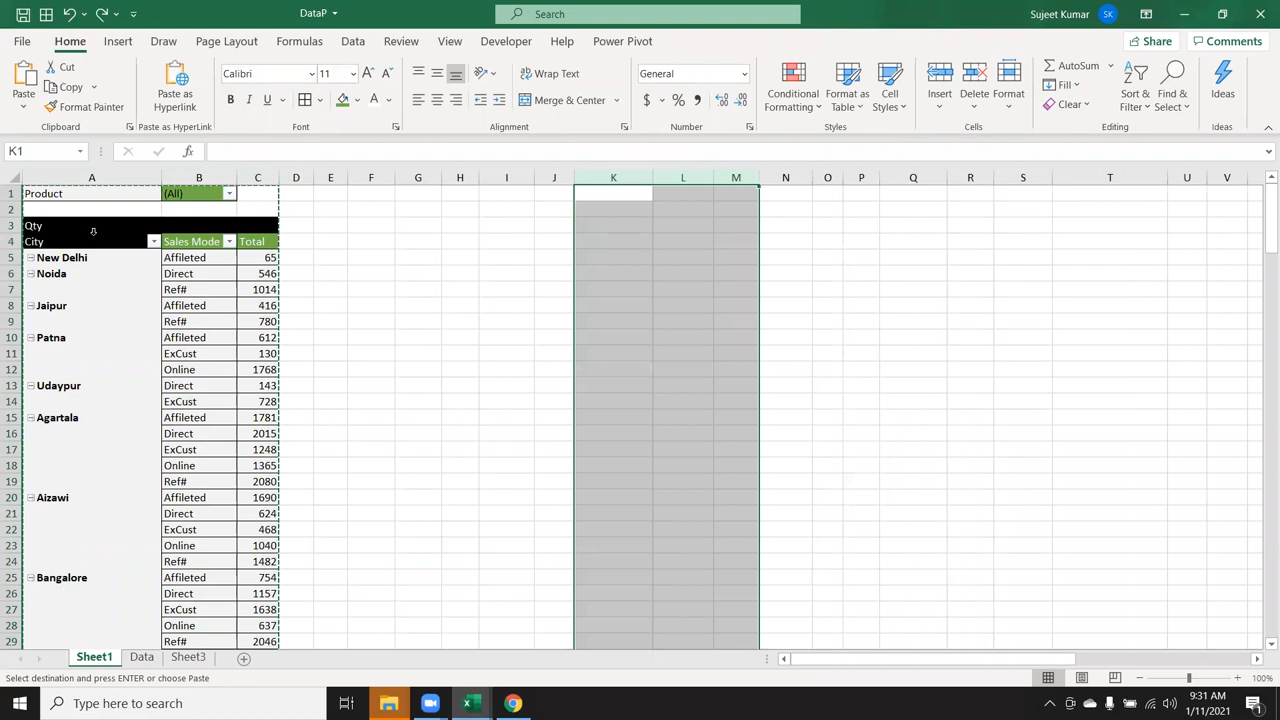 DataP
Search
Sujeet Kumar
SK
File
Home
Insert
Draw
Page Layout
Formulas
Data
Review
View
Developer
Help
Power Pivot
Share
Comments
Paste
Cut
Copy
Format Painter
Clipboard
Paste as Hyperlink
Paste as HyperLink
Calibri
11
B I U
Font
Wrap Text
Merge & Center
Alignment
General
$ % ,
Number
Conditional Formatting
Format as Table
Cell Styles
Styles
Insert
Delete
Format
Cells
AutoSum
Fill
Clear
Sort & Filter
Find & Select
Editing
Ideas
Ideas
K1
fx
A B C D E F G H I J K L M N O P Q R S T U V
1 Product (All)
2
3 Qty
4 City Sales Mode Total
5 New Delhi Affileted 65
6 Noida Direct 546
7 Ref# 1014
8 Jaipur Affileted 416
9 Ref# 780
10 Patna Affileted 612
11 ExCust 130
12 Online 1768
13 Udaypur Direct 143
14 ExCust 728
15 Agartala Affileted 1781
16 Direct 2015
17 ExCust 1248
18 Online 1365
19 Ref# 2080
20 Aizawi Affileted 1690
21 Direct 624
22 ExCust 468
23 Online 1040
24 Ref# 1482
25 Bangalore Affileted 754
26 Direct 1157
27 ExCust 1638
28 Online 637
29 Ref# 2046
Sheet1
Data
Sheet3
Select destination and press ENTER or choose Paste
100%
Type here to search
9:31 AM
1/11/2021